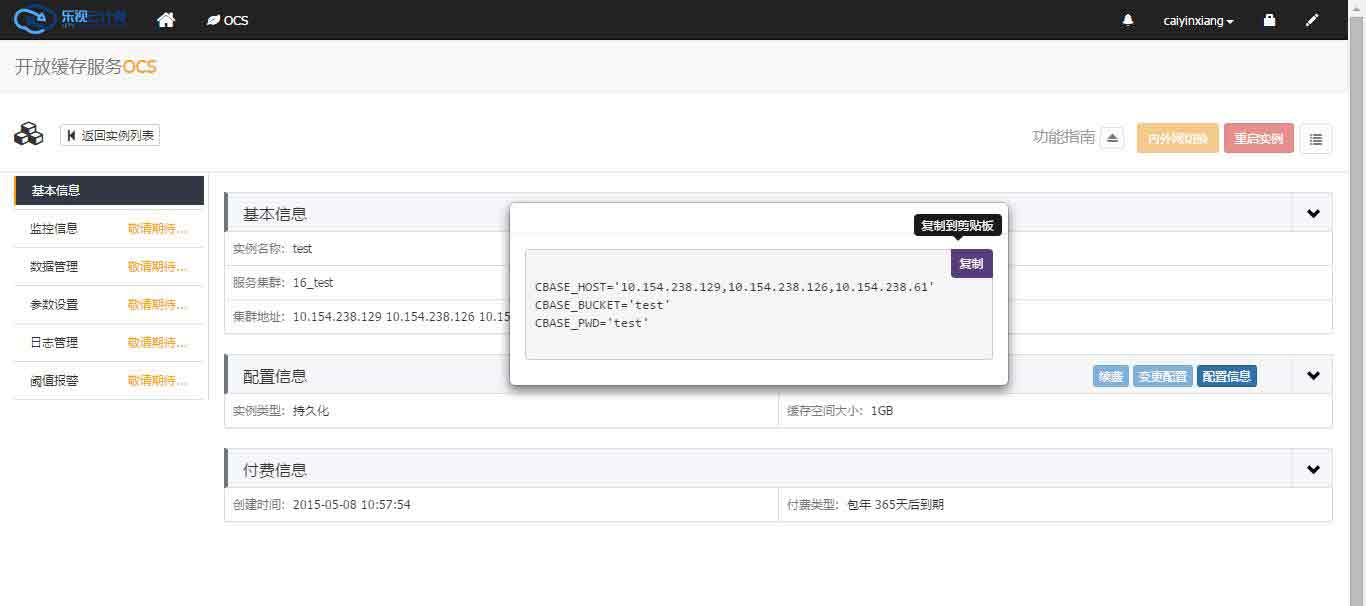 乐视云计算
OCS
caiyinxiang
开放缓存服务OCS
返回实例列表
功能指南
内外网切换
重启实例
基本信息
监控信息 敬请期待...
数据管理 敬请期待...
参数设置 敬请期待...
日志管理 敬请期待...
阈值报警 敬请期待...
基本信息
实例名称: test
服务集群: 16_test
集群地址: 10.154.238.129 10.154.238.126 10.15
复制到剪贴板
复制
CBASE_HOST='10.154.238.129,10.154.238.126,10.154.238.61'
CBASE_BUCKET='test'
CBASE_PWD='test'
配置信息
续费 变更配置 配置信息
实例类型: 持久化
缓存空间大小: 1GB
付费信息
创建时间: 2015-05-08 10:57:54
付费类型: 包年 365天后到期